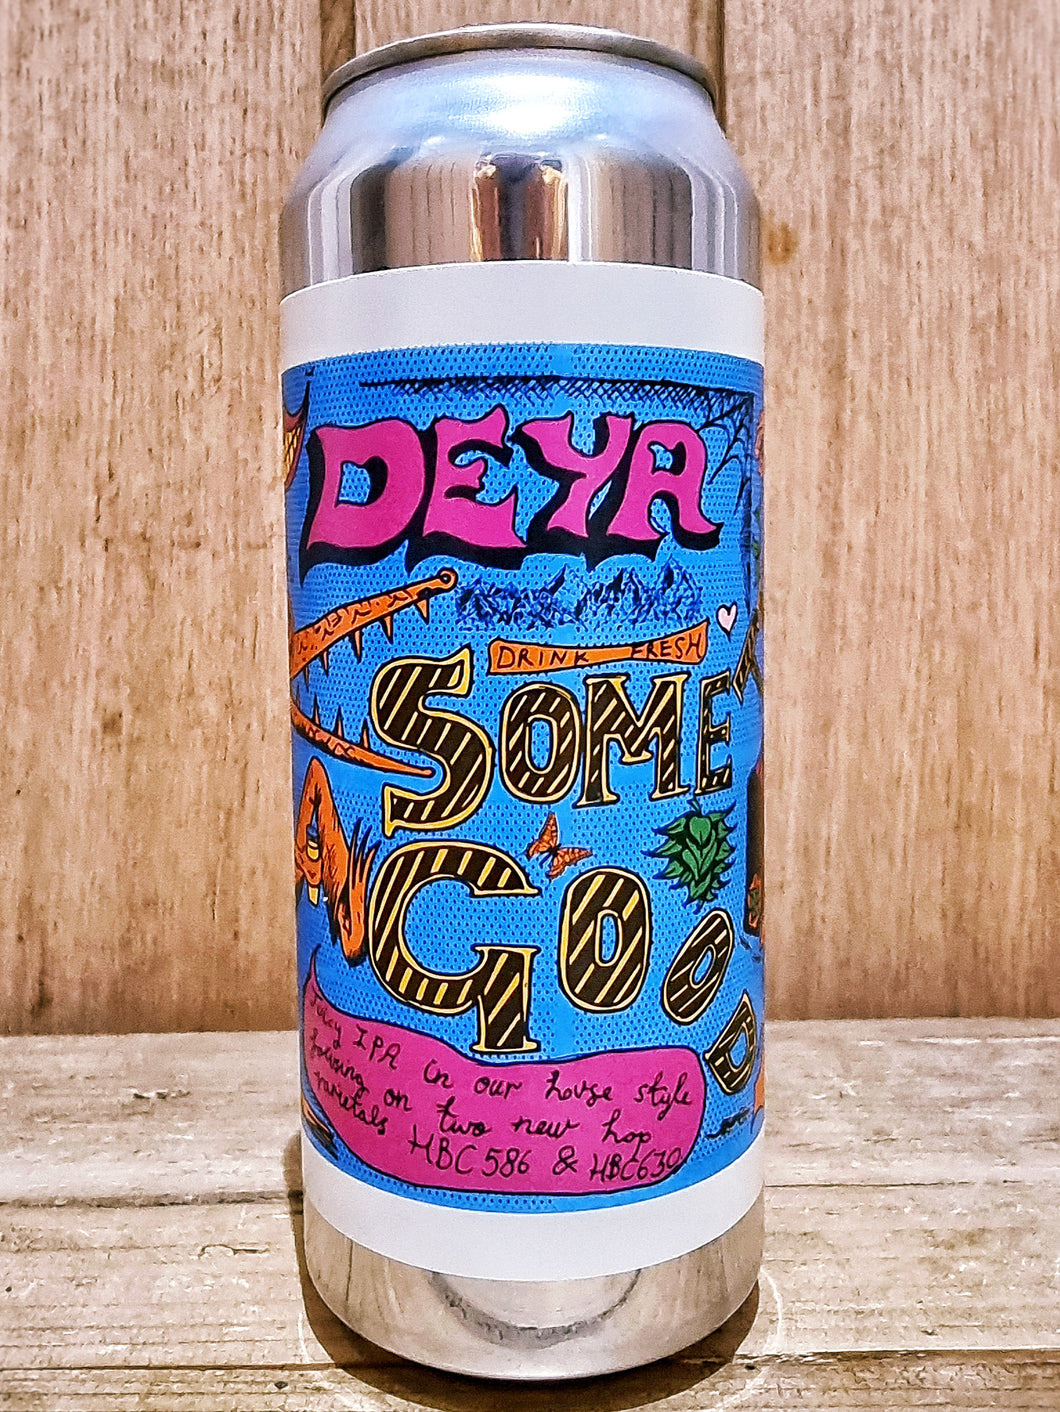 DEYA
DRINK FRESH
SOME
GOOD
Juicy IPA in our house style
focusing on two new hop
varietals HBC 586 & HBC630